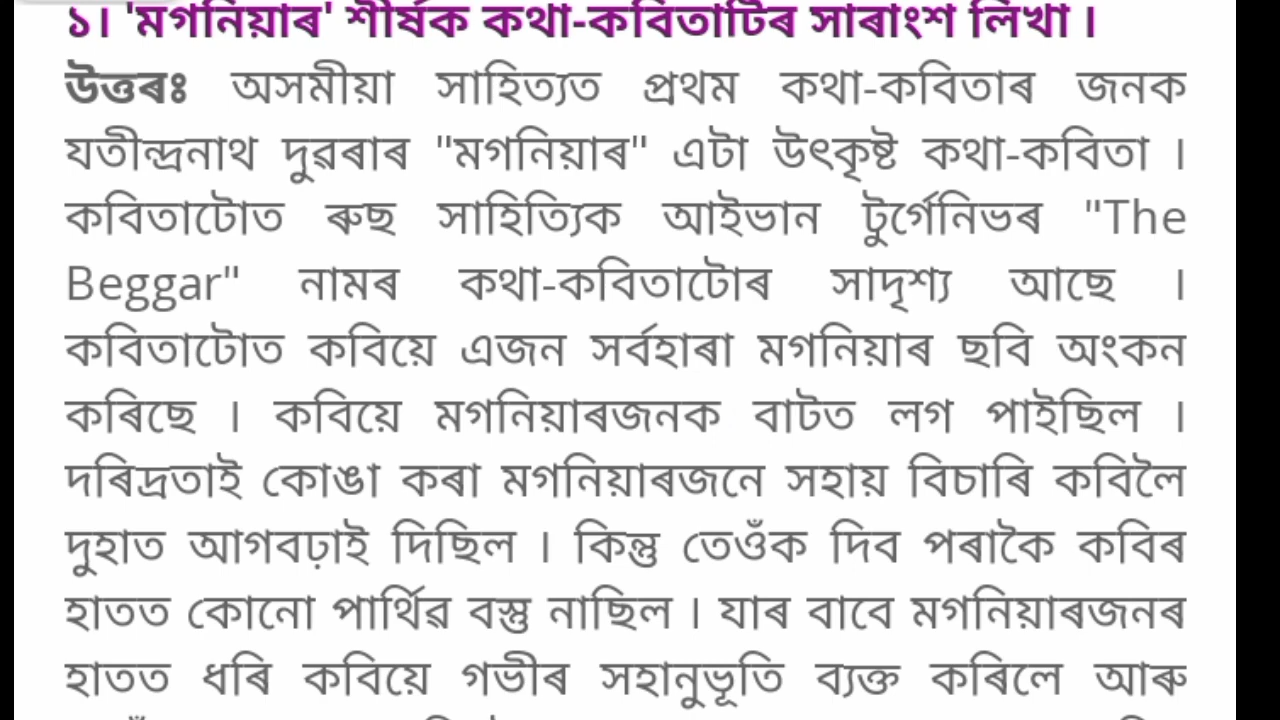 ১। 'মগনিয়াৰ' শীৰ্ষক কথা-কবিতাটিৰ সাৰাংশ লিখা।
উত্তৰঃ অসমীয়া সাহিত্যত প্ৰথম কথা-কবিতাৰ জনক
যতীন্দ্ৰনাথ দুৱৰাৰ "মগনিয়াৰ" এটা উৎকৃষ্ট কথা-কবিতা ।
কবিতাটোত ৰুছ সাহিত্যিক আইভান টুৰ্গেনিভৰ "The
Beggar" নামৰ কথা-কবিতাটোৰ সাদৃশ্য আছে ।
কবিতাটোত কবিয়ে এজন সৰ্বহাৰা মগনিয়াৰ ছবি অংকন
কৰিছে । কবিয়ে মগনিয়াৰজনক বাটত লগ পাইছিল ।
দৰিদ্ৰতাই কোঙা কৰা মগনিয়াৰজনে সহায় বিচাৰি কবিলৈ
দুহাত আগবঢ়াই দিছিল । কিন্তু তেওঁক দিব পৰাকৈ কবিৰ
হাতত কোনো পাৰ্থিৱ বস্তু নাছিল । যাৰ বাবে মগনিয়াৰজনৰ
হাতত ধৰি কবিয়ে গভীৰ সহানুভূতি ব্যক্ত কৰিলে আৰু